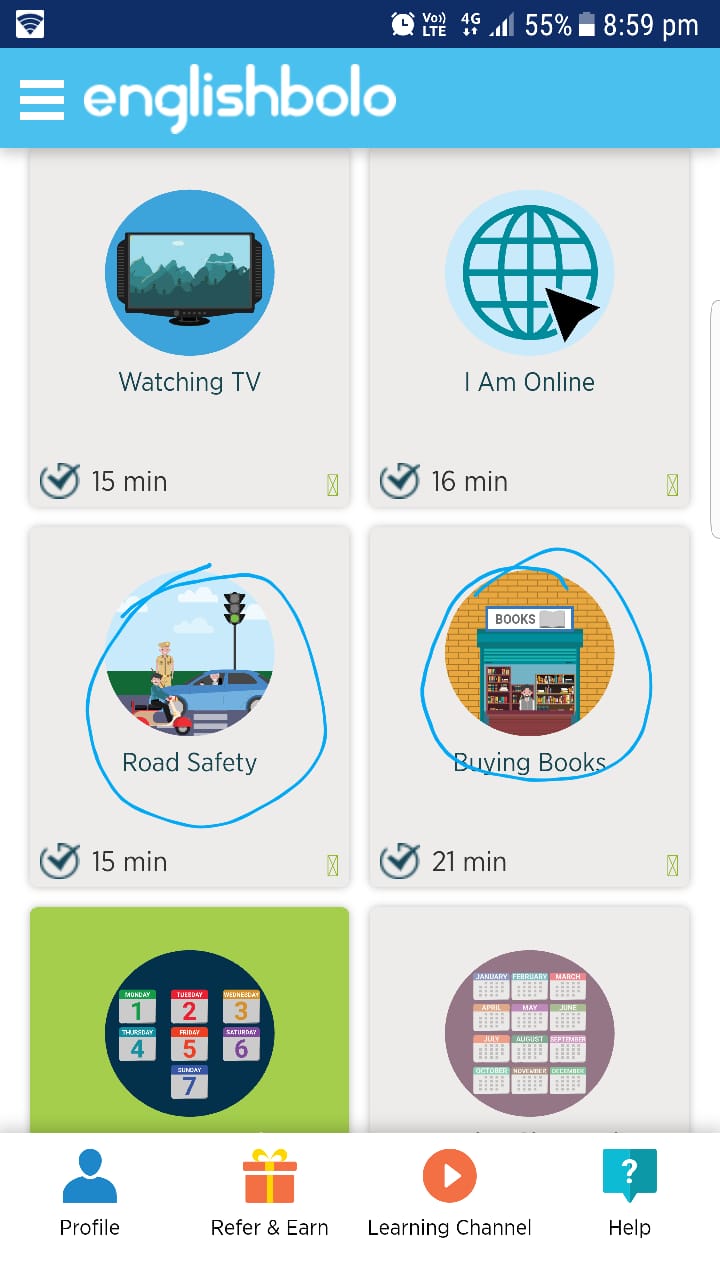 Vo)) LTE 4G 55% 8:59 pm
englishbolo
Watching TV
I Am Online
15 min
16 min
BOOKS
Road Safety
Buying Books
15 min
21 min
MONDAY TUESDAY WEDNESDAY
1 2 3
THURSDAY FRIDAY SATURDAY
4 5 6
SUNDAY
7
JANUARY FEBRUARY MARCH
APRIL MAY JUNE
JULY AUGUST SEPTEMBER
OCTOBER NOVEMBER DECEMBER
Profile
Refer & Earn
Learning Channel
?
Help